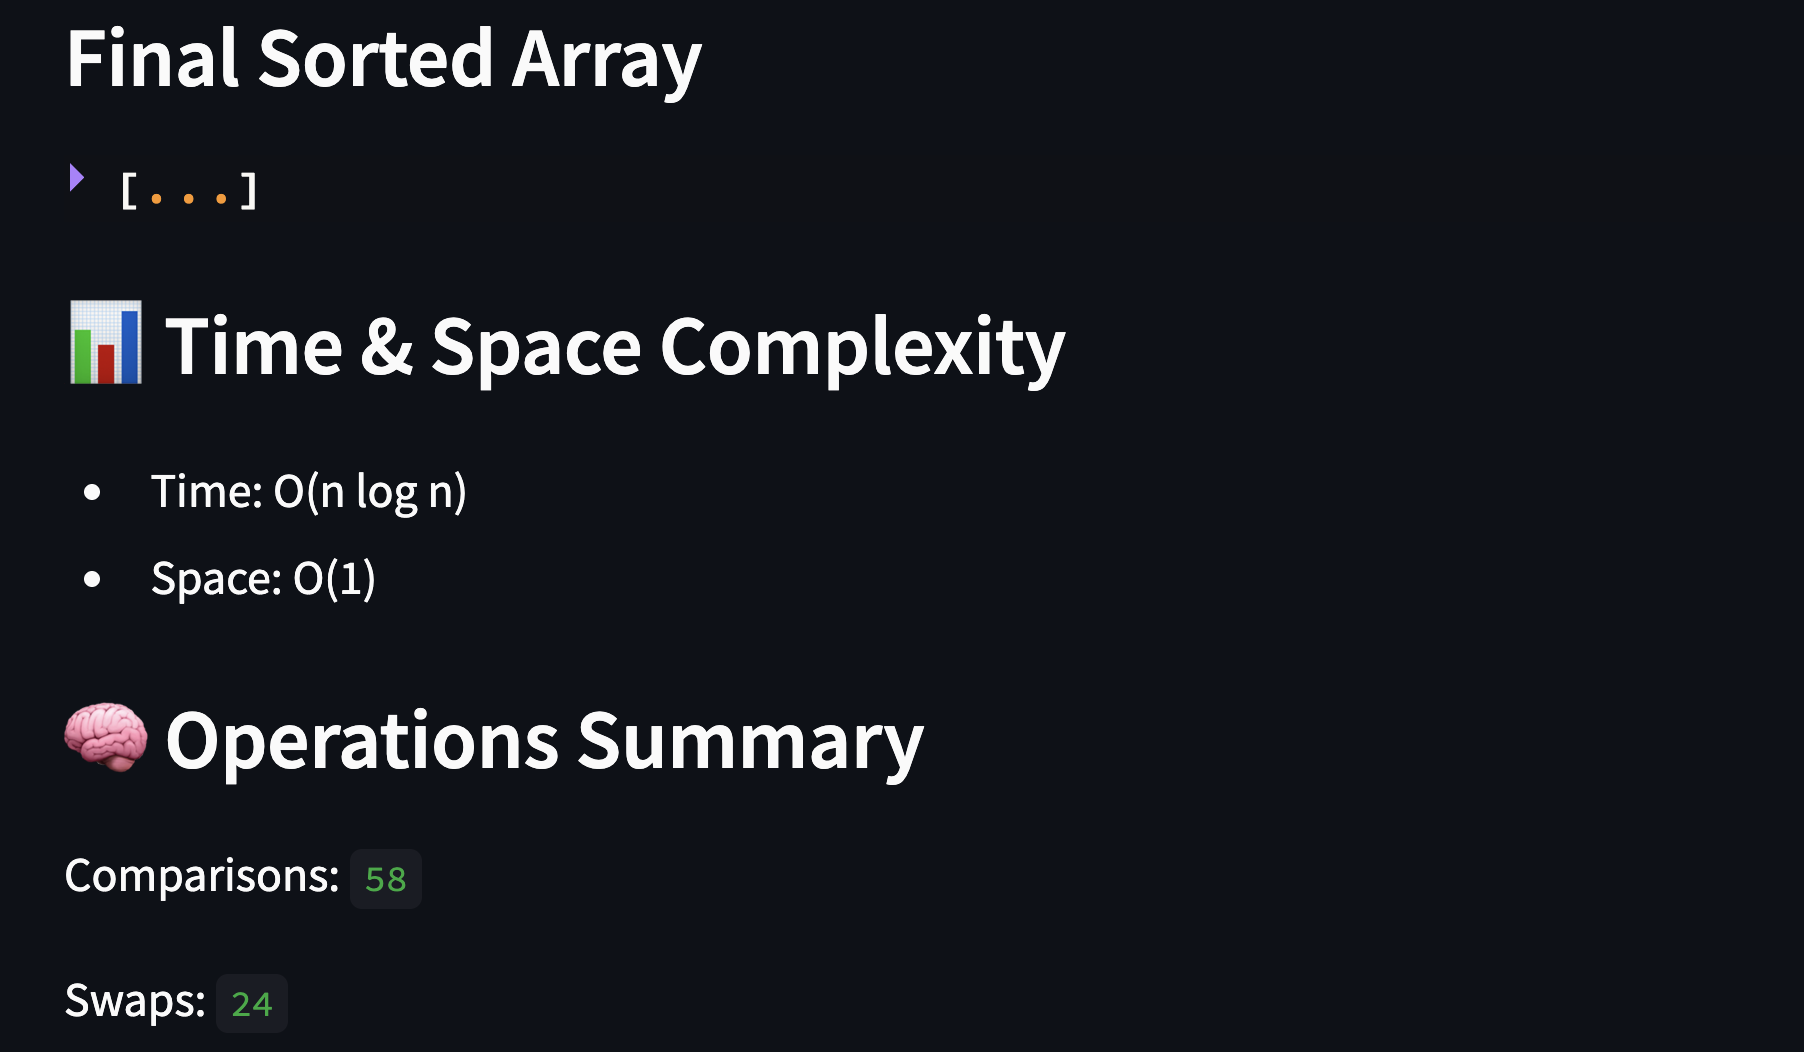 Final Sorted Array
[...]
📊 Time & Space Complexity
• Time: O(n log n)
• Space: O(1)
🧠 Operations Summary
Comparisons: 58
Swaps: 24